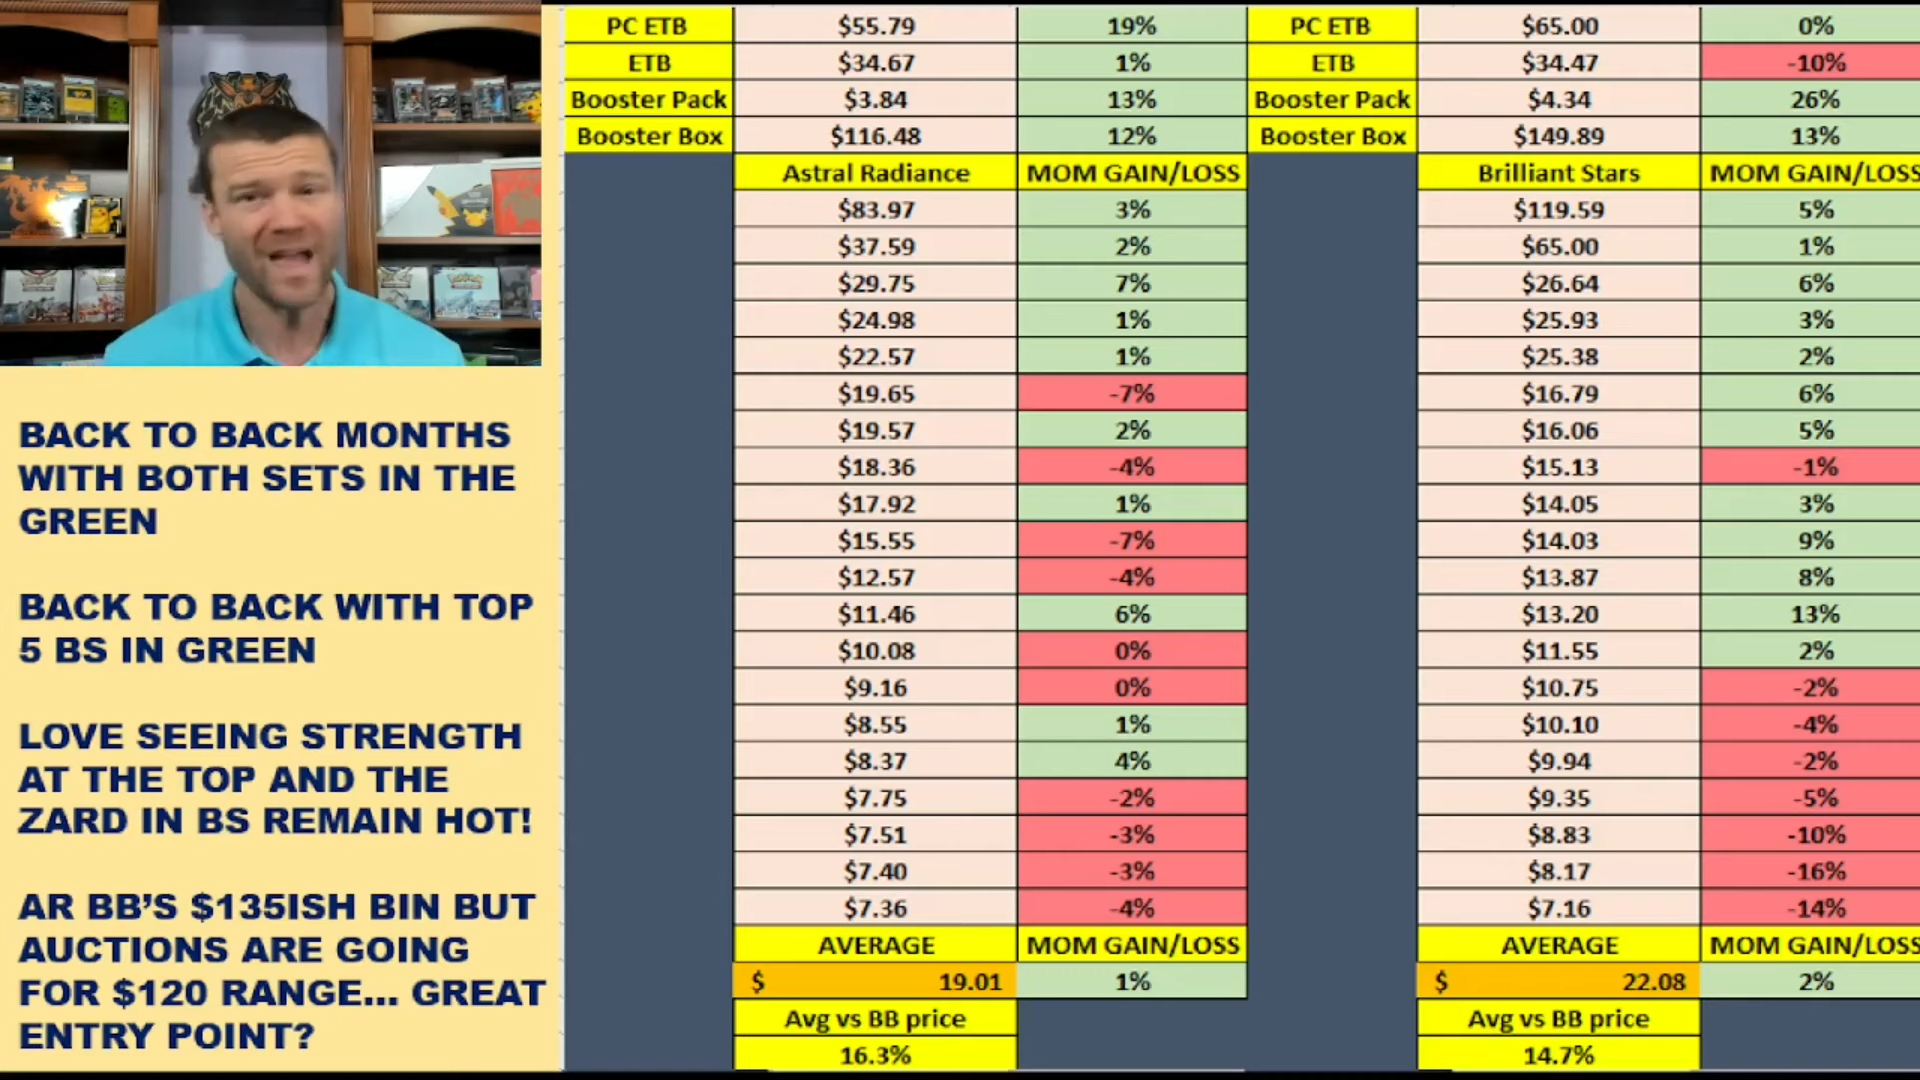 BACK TO BACK MONTHS
WITH BOTH SETS IN THE
GREEN
BACK TO BACK WITH TOP
5 BS IN GREEN
LOVE SEEING STRENGTH
AT THE TOP AND THE
ZARD IN BS REMAIN HOT!
AR BB'S $135ISH BIN BUT
AUCTIONS ARE GOING
FOR $120 RANGE... GREAT
ENTRY POINT?
PC ETB $55.79 19% PC ETB $65.00 0%
ETB $34.67 1% ETB $34.47 -10%
Booster Pack $3.84 13% Booster Pack $4.34 26%
Booster Box $116.48 12% Booster Box $149.89 13%
Astral Radiance MOM GAIN/LOSS Brilliant Stars MOM GAIN/LOSS
$83.97 3% $119.59 5%
$37.59 2% $65.00 1%
$29.75 7% $26.64 6%
$24.98 1% $25.93 3%
$22.57 1% $25.38 2%
$19.65 -7% $16.79 6%
$19.57 2% $16.06 5%
$18.36 -4% $15.13 -1%
$17.92 1% $14.05 3%
$15.55 -7% $14.03 9%
$12.57 -4% $13.87 8%
$11.46 6% $13.20 13%
$10.08 0% $11.55 2%
$9.16 0% $10.75 -2%
$8.55 1% $10.10 -4%
$8.37 4% $9.94 -2%
$7.75 -2% $9.35 -5%
$7.51 -3% $8.83 -10%
$7.40 -3% $8.17 -16%
$7.36 -4% $7.16 -14%
AVERAGE MOM GAIN/LOSS AVERAGE MOM GAIN/LOSS
$ 19.01 1% $ 22.08 2%
Avg vs BB price Avg vs BB price
16.3% 14.7%